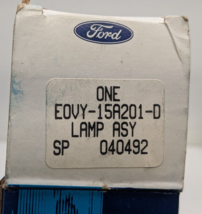 Ford
ONE
EOVY-15A201-D
LAMP ASY
SP 040492